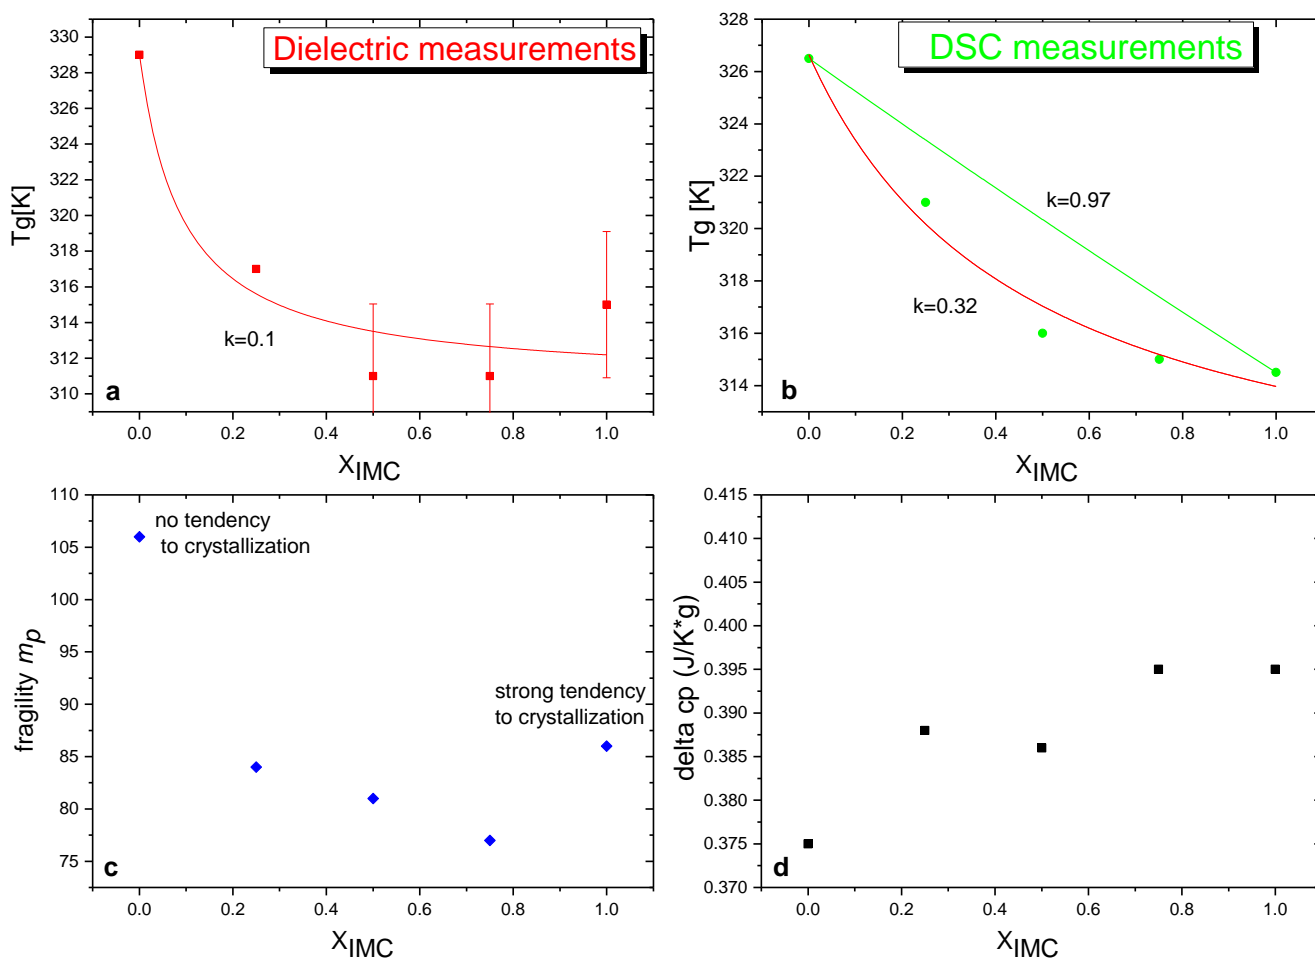 Dielectric measurements
330
328
326
324
322
320
318
316
314
312
310
Tg[K]
k=0.1
a
0.0 0.2 0.4 0.6 0.8 1.0
XIMC
DSC measurements
328
326
324
322
320
318
316
314
Tg [K]
k=0.97
k=0.32
b
0.0 0.2 0.4 0.6 0.8 1.0
XIMC
110
105
100
95
90
85
80
75
fragility mp
no tendency
to crystallization
strong tendency
to crystallization
c
0.0 0.2 0.4 0.6 0.8 1.0
XIMC
0.415
0.410
0.405
0.400
0.395
0.390
0.385
0.380
0.375
0.370
delta cp (J/K*g)
d
0.0 0.2 0.4 0.6 0.8 1.0
XIMC